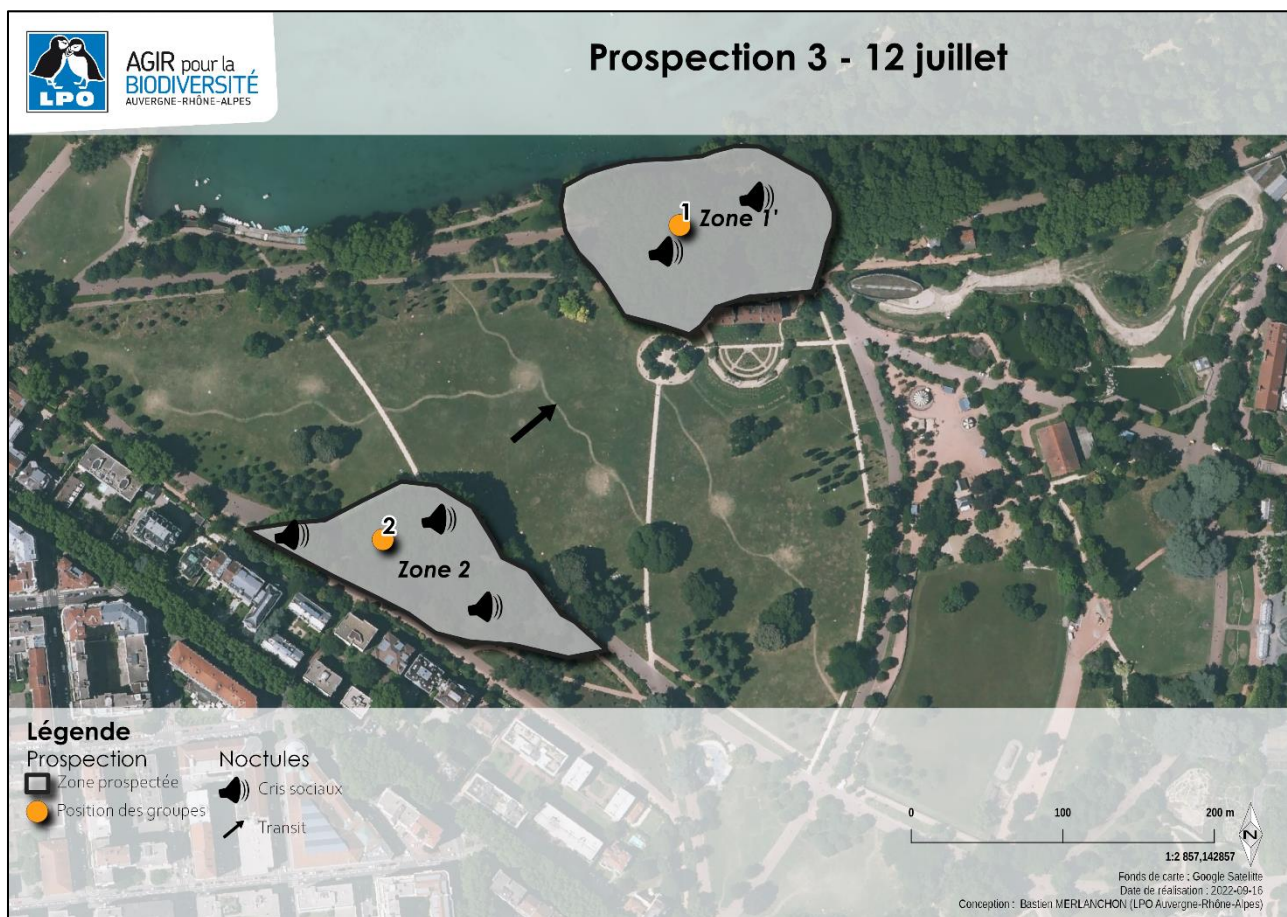 LPO
AGIR pour la
BIODIVERSITÉ
AUVERGNE-RHÔNE-ALPES
Prospection 3 - 12 juillet
1
Zone 1'
2
Zone 2
Légende
Prospection
Zone prospectée
Position des groupes
Noctules
Cris sociaux
Transit
0 100 200 m
N
1:2 857,142857
Fonds de carte : Google Satelitte
Date de réalisation : 2022-09-16
Conception : Bastien MERLANCHON (LPO Auvergne-Rhône-Alpes)